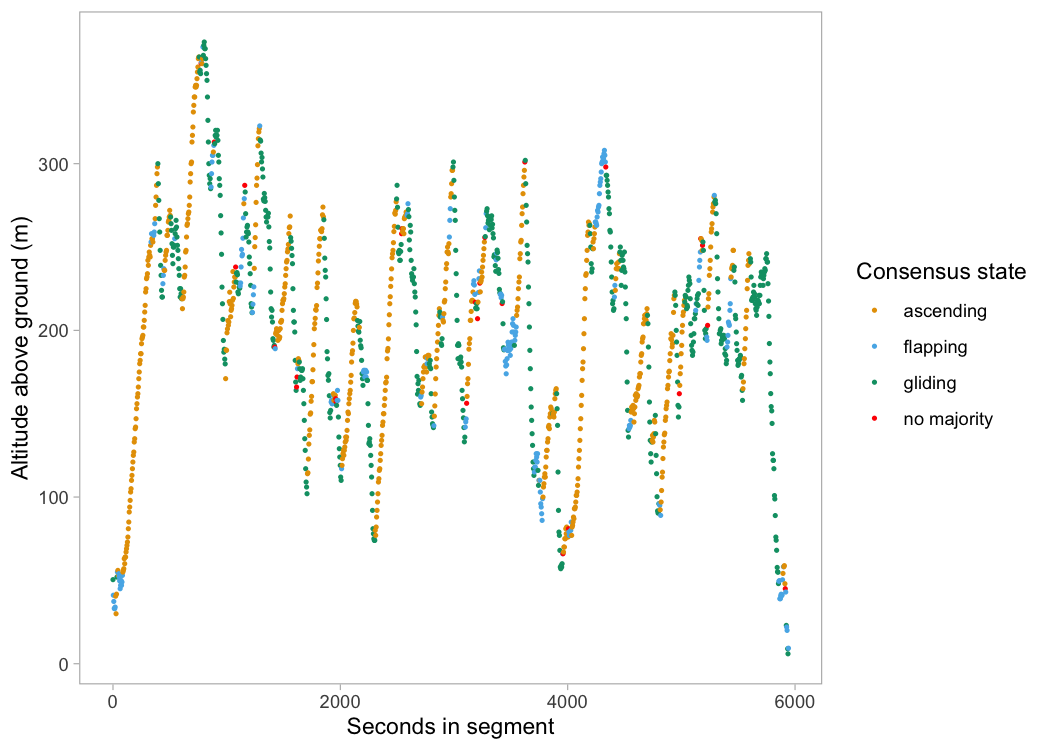 Altitude above ground (m)
300
200
100
0
0 2000 4000 6000
Seconds in segment
Consensus state
ascending
flapping
gliding
no majority